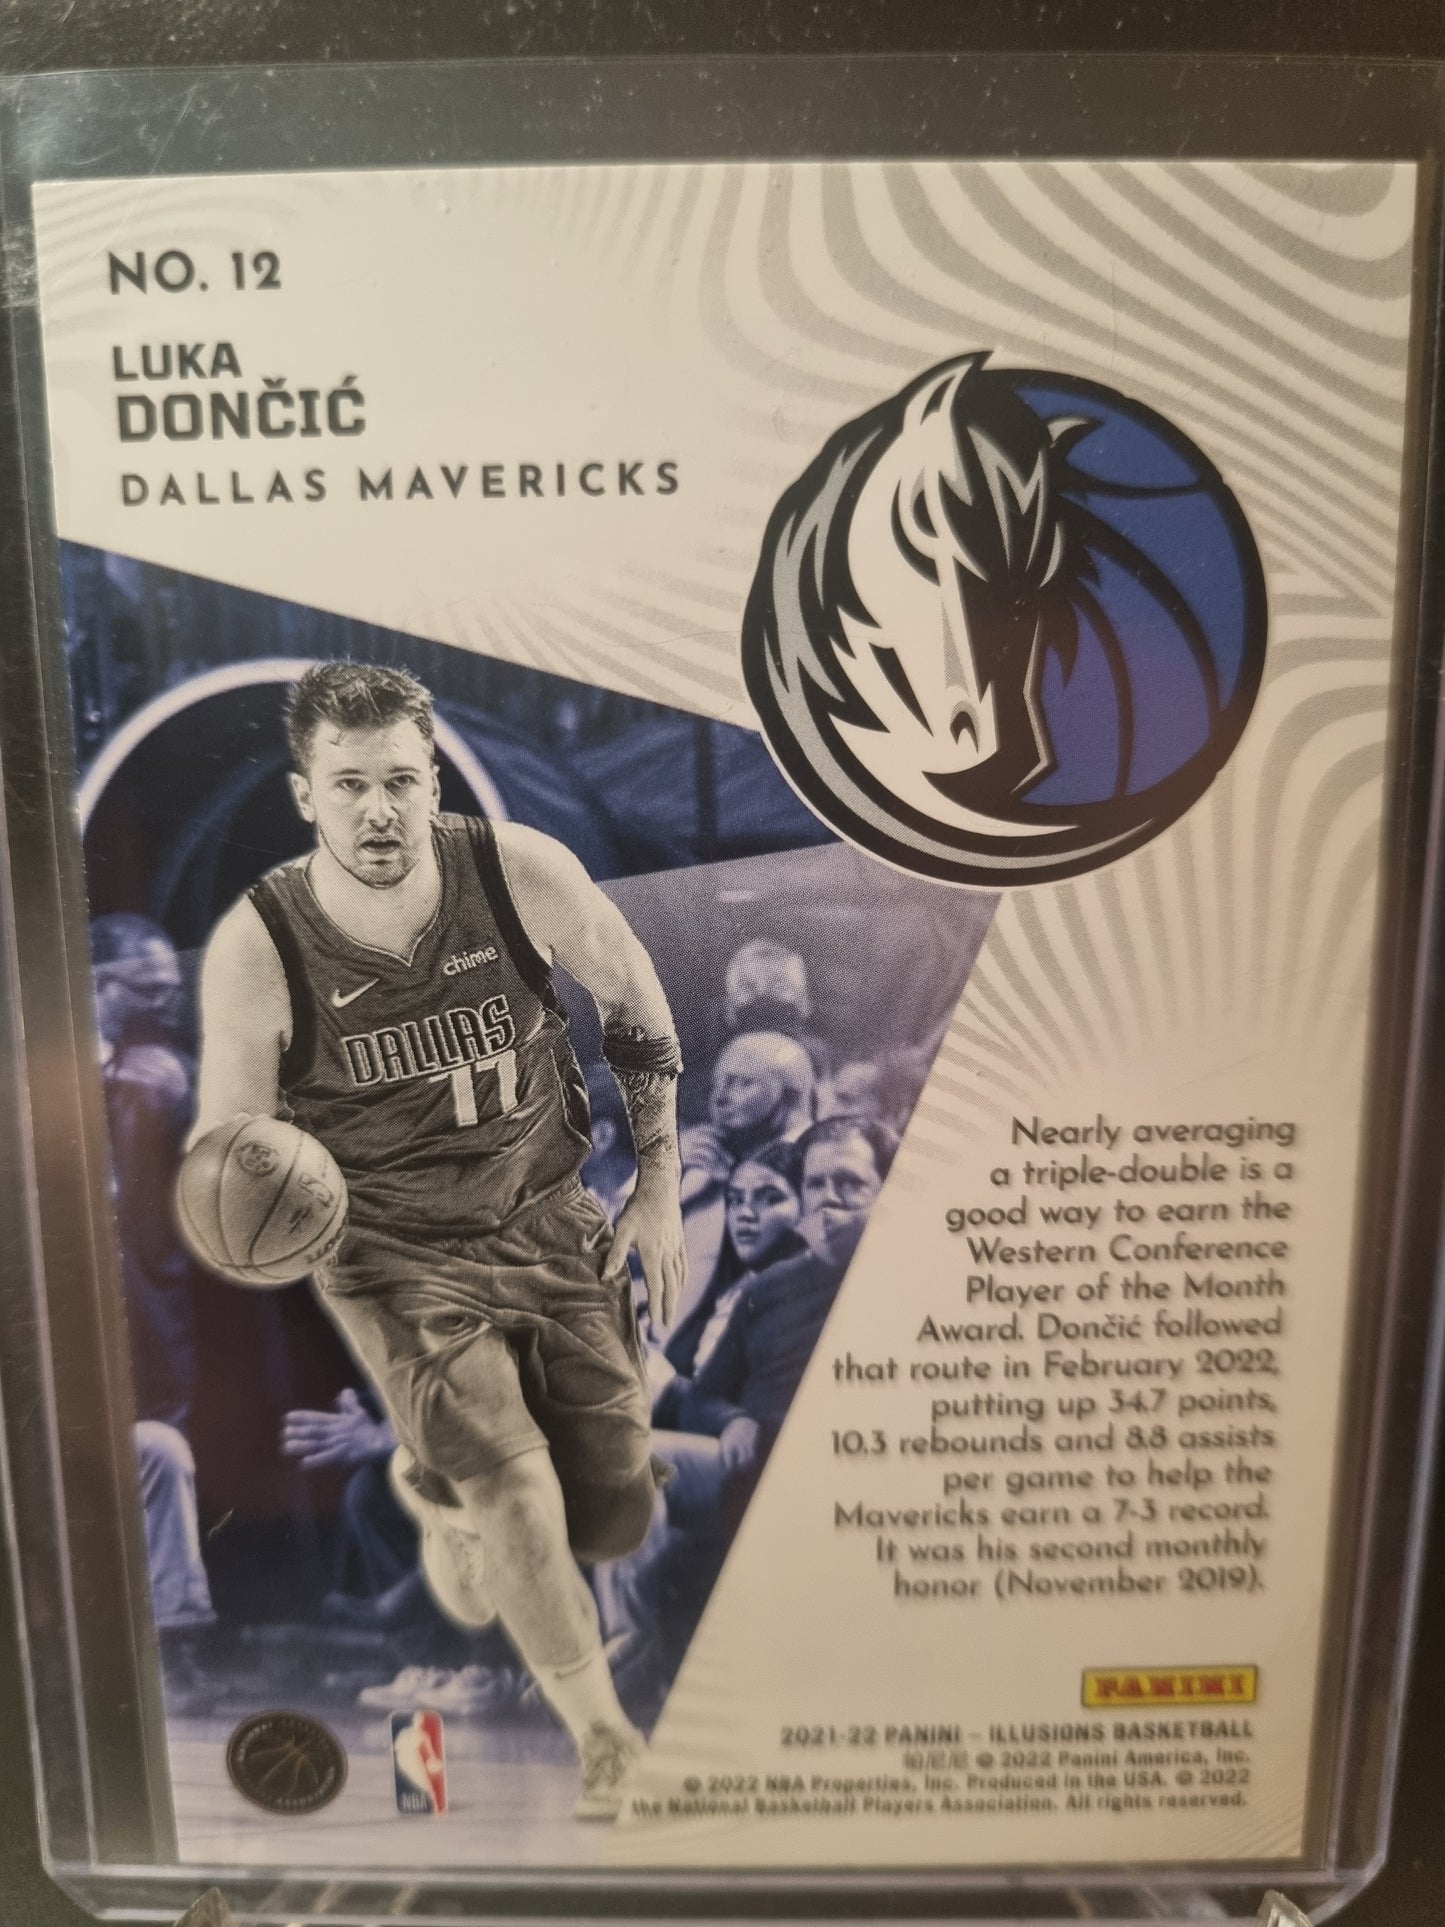 NO. 12
LUKA
DONČIĆ
DALLAS MAVERICKS
chime
DALLAS
77
Nearly averaging
a triple-double is a
good way to earn the
Western Conference
Player of the Month
Award. Dončić followed
that route in February 2022,
putting up 34.7 points,
10.3 rebounds and 8.8 assists
per game to help the
Mavericks earn a 7-3 record.
It was his second monthly
honor (November 2019).
PANINI
2021-22 PANINI - ILLUSIONS BASKETBALL
© 2022 Panini America, Inc.
© 2022 NBA Properties, Inc. Produced in the USA. © 2022
the National Basketball Players Association. All rights reserved.
NBA